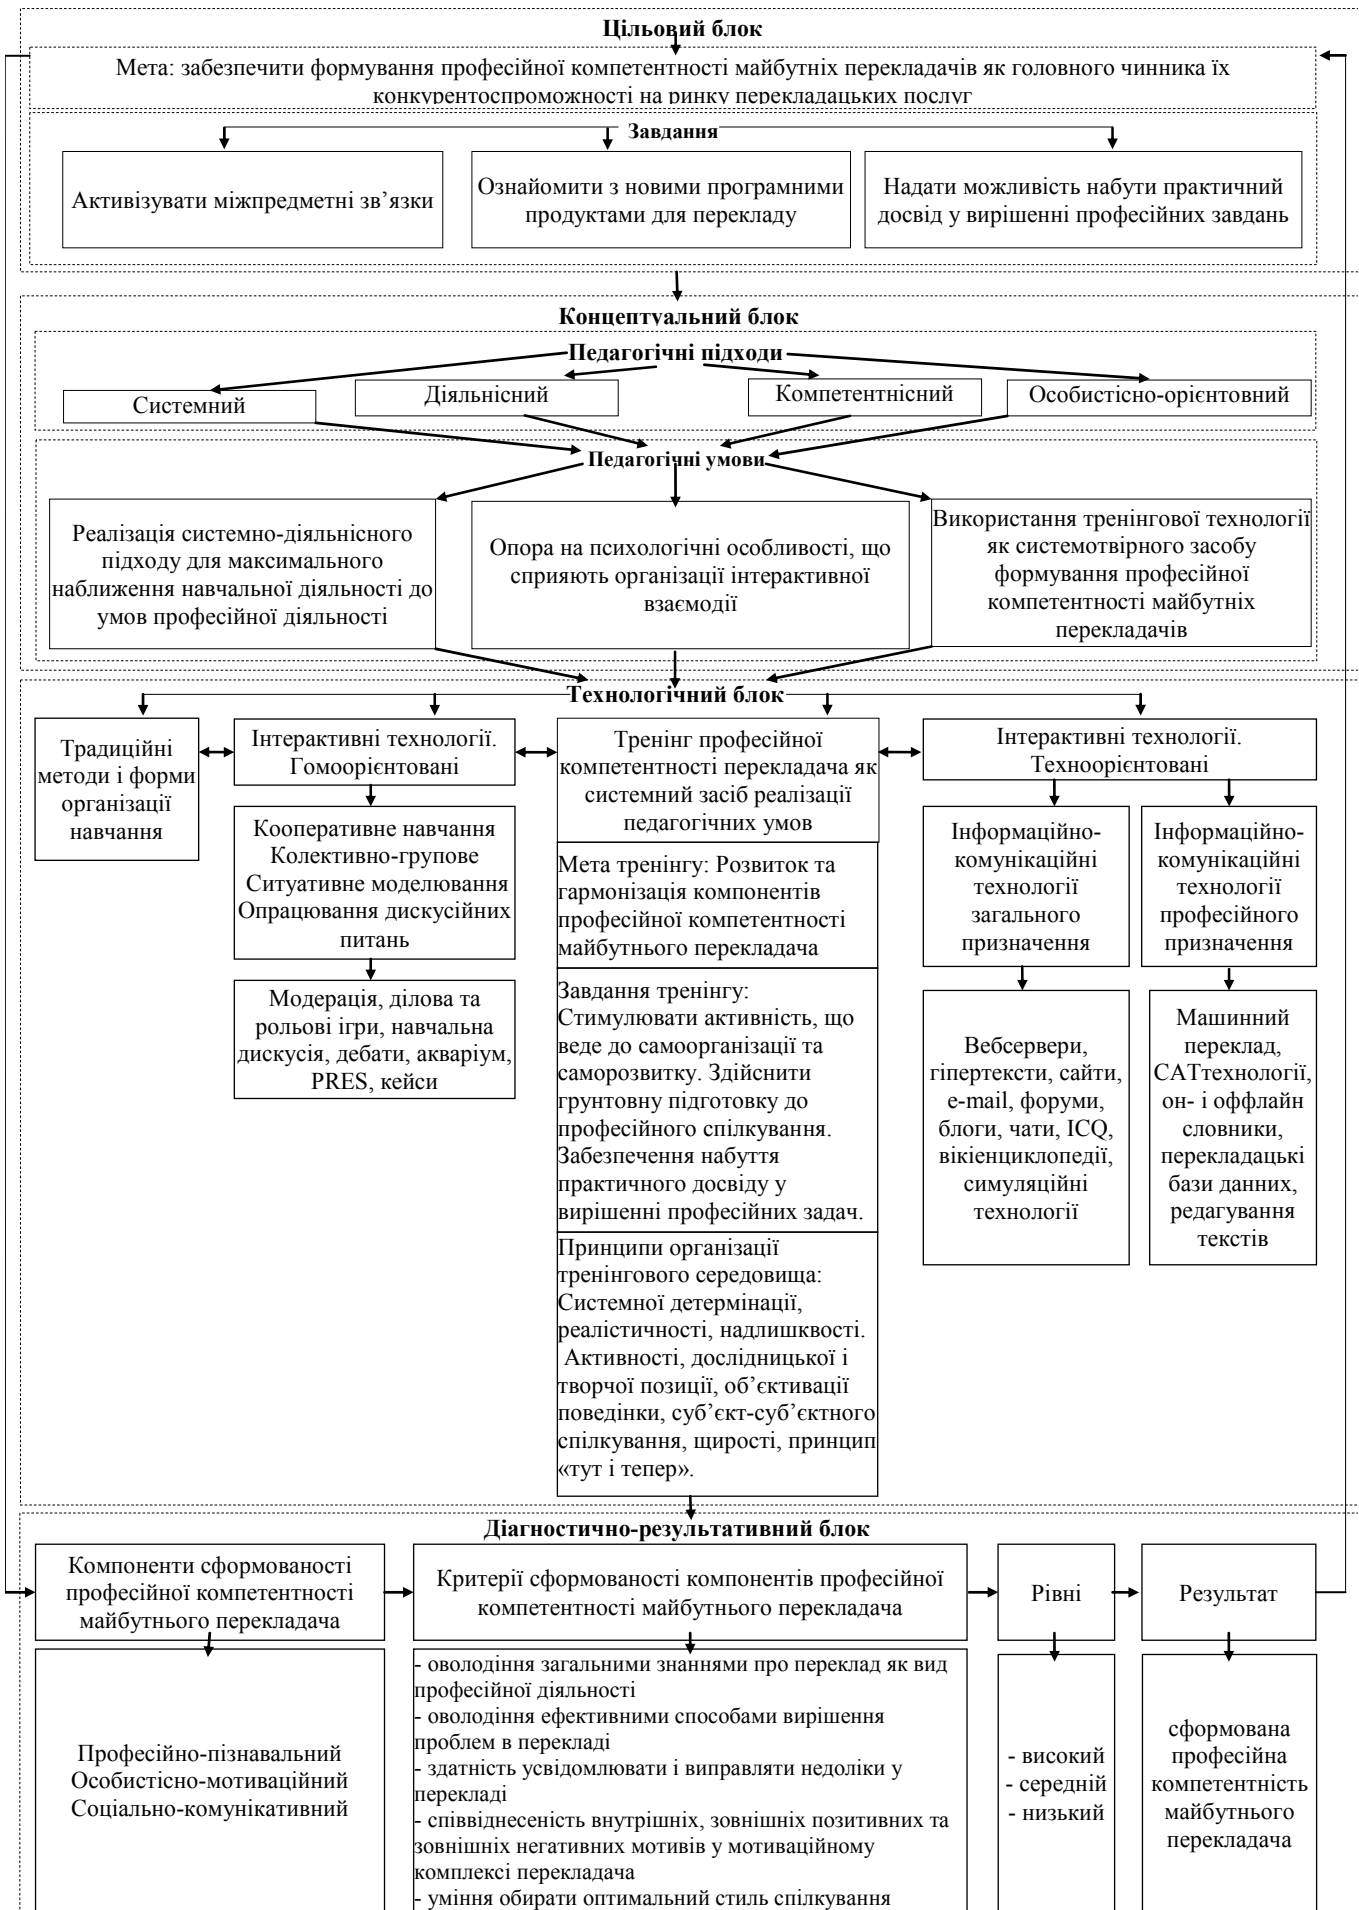 Цільовий блок
Мета: забезпечити формування професійної компетентності майбутніх перекладачів як головного чинника їх
конкурентоспроможності на ринку перекладацьких послуг
Завдання
Активізувати міжпредметні зв’язки
Ознайомити з новими програмними
продуктами для перекладу
Надати можливість набути практичний
досвід у вирішенні професійних завдань
Концептуальний блок
Педагогічні підходи
Системний
Діяльнісний
Компетентнісний
Особистісно-орієнтовний
Педагогічні умови
Реалізація системно-діяльнісного
підходу для максимального
наближення навчальної діяльності до
умов професійної діяльності
Опора на психологічні особливості, що
сприяють організації інтерактивної
взаємодії
Використання тренінгової технології
як системотвірного засобу
формування професійної
компетентності майбутніх
перекладачів
Технологічний блок
Традиційні
методи і форми
організації
навчання
Інтерактивні технології.
Гомоорієнтовані
Кооперативне навчання
Колективно-групове
Ситуативне моделювання
Опрацювання дискусійних
питань
Модерація, ділова та
рольові ігри, навчальна
дискусія, дебати, акваріум,
PRES, кейси
Тренінг професійної
компетентності перекладача як
системний засіб реалізації
педагогічних умов
Мета тренінгу: Розвиток та
гармонізація компонентів
професійної компетентності
майбутнього перекладача
Завдання тренінгу:
Стимулювати активність, що
веде до самоорганізації та
саморозвитку. Здійснити
грунтовну підготовку до
професійного спілкування.
Забезпечення набуття
практичного досвіду у
вирішенні професійних задач.
Принципи організації
тренінгового середовища:
Системної детермінації,
реалістичності, надлишквості.
Активності, дослідницької і
творчої позиції, об’єктивації
поведінки, суб’єкт-суб’єктного
спілкування, щирості, принцип
«тут і тепер».
Інтерактивні технології.
Техноорієнтовані
Інформаційно-
комунікаційні
технології
загального
призначення
Вебсервери,
гіпертексти, сайти,
e-mail, форуми,
блоги, чати, ICQ,
вікіенциклопедії,
симуляційні
технології
Інформаційно-
комунікаційні
технології
професійного
призначення
Машинний
переклад,
САТтехнології,
он- і оффлайн
словники,
перекладацькі
бази данних,
редагування
текстів
Діагностично-результативний блок
Компоненти сформованості
професійної компетентності
майбутнього перекладача
Критерії сформованості компонентів професійної
компетентності майбутнього перекладача
Рівні
Результат
Професійно-пізнавальний
Особистісно-мотиваційний
Соціально-комунікативний
- оволодіння загальними знаннями про переклад як вид
професійної діяльності
- оволодіння ефективними способами вирішення
проблем в перекладі
- здатність усвідомлювати і виправляти недоліки у
перекладі
- співвіднесеність внутрішніх, зовнішніх позитивних та
зовнішніх негативних мотивів у мотиваційному
комплексі перекладача
- уміння обирати оптимальний стиль спілкування
- високий
- середній
- низький
сформована
професійна
компетентність
майбутнього
перекладача